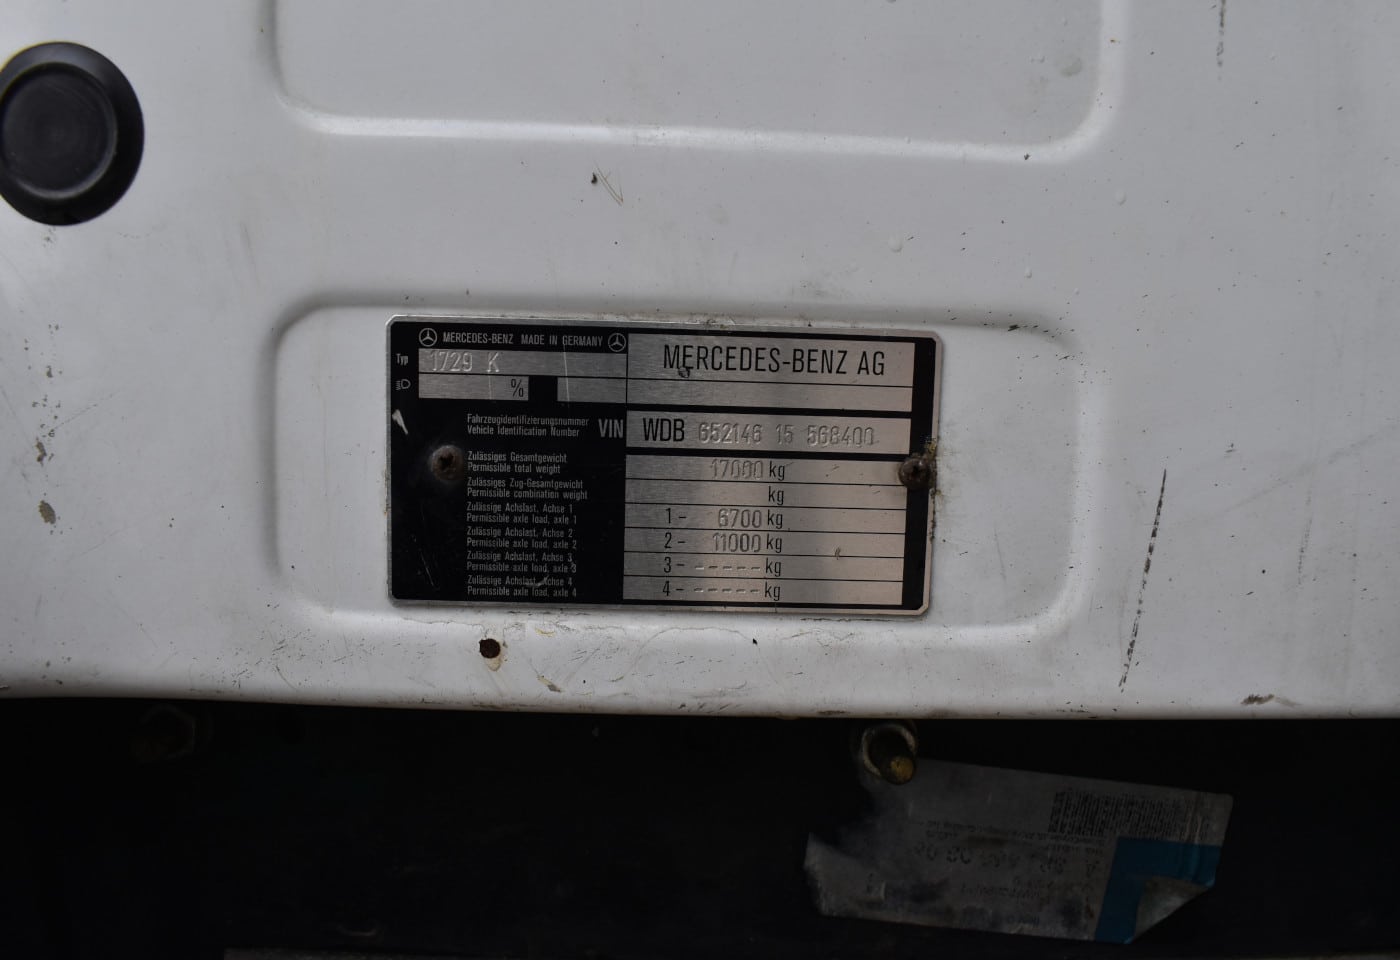 MERCEDES-BENZ MADE IN GERMANY
MERCEDES-BENZ AG
Typ 1729 K
%
Fahrzeugidentifizierungsnummer
Vehicle Identification Number
VIN WDB 652146 15 568400
Zulässiges Gesamtgewicht
Permissible total weight
17000 kg
Zulässiges Zug-Gesamtgewicht
Permissible combination weight
kg
Zulässige Achslast, Achse 1
Permissible axle load, axle 1
1 - 6700 kg
Zulässige Achslast, Achse 2
Permissible axle load, axle 2
2 - 11000 kg
Zulässige Achslast, Achse 3
Permissible axle load, axle 3
3 - ----- kg
Zulässige Achslast, Achse 4
Permissible axle load, axle 4
4 - ----- kg